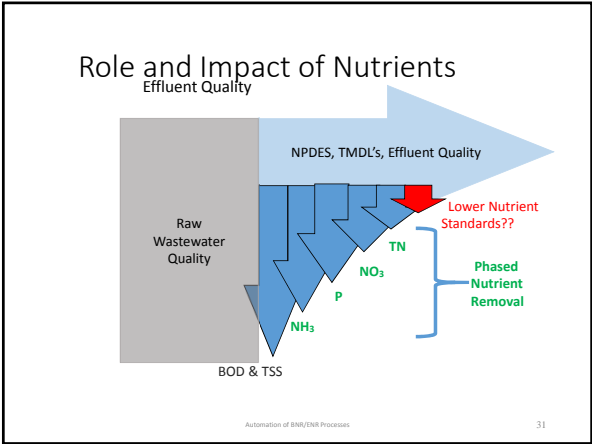 Role and Impact of Nutrients
Effluent Quality
NPDES, TMDL's, Effluent Quality
Raw
Wastewater
Quality
Lower Nutrient
Standards??
TN
NO₃
P
NH₃
BOD & TSS
Phased
Nutrient
Removal
Automation of BNR/ENR Processes
31